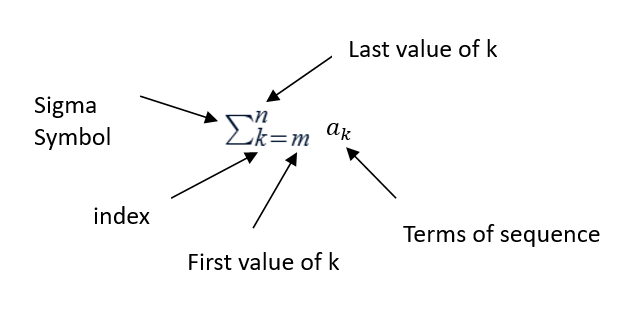 Last value of k
Sigma
Symbol
∑ⁿₖ₌ₘ aₖ
index
Terms of sequence
First value of k